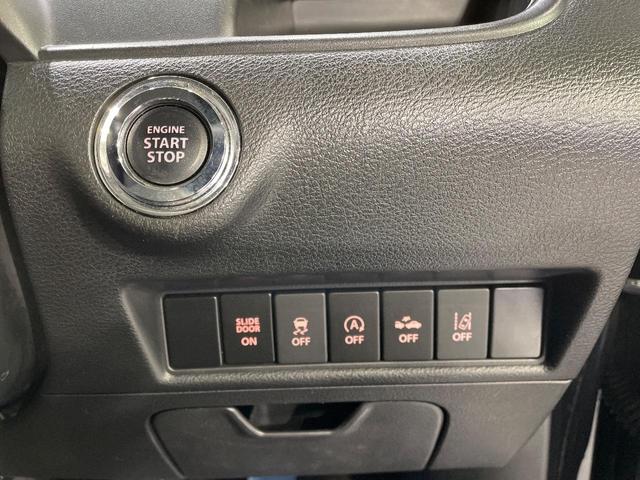 ENGINE
START
STOP
SLIDE
DOOR
ON
OFF
A
OFF
OFF
OFF